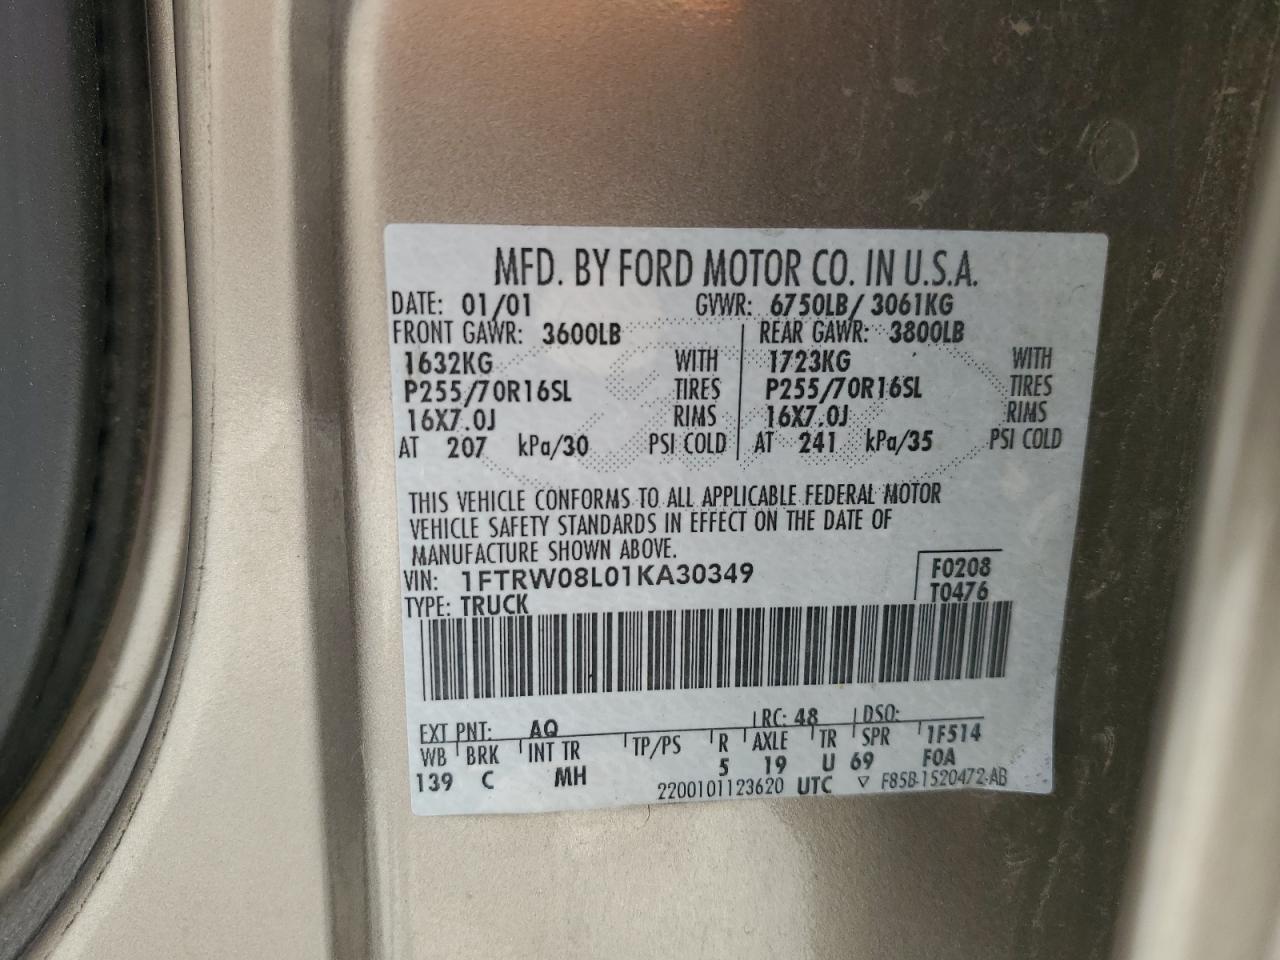 MFD. BY FORD MOTOR CO. IN U.S.A.
DATE: 01/01 GVWR: 6750LB/ 3061KG
FRONT GAWR: 3600LB REAR GAWR: 3800LB
1632KG WITH 1723KG WITH
P255/70R16SL TIRES P255/70R16SL TIRES
16X7.0J RIMS 16X7.0J RIMS
AT 207 kPa/30 PSI COLD AT 241 kPa/35 PSI COLD
THIS VEHICLE CONFORMS TO ALL APPLICABLE FEDERAL MOTOR
VEHICLE SAFETY STANDARDS IN EFFECT ON THE DATE OF
MANUFACTURE SHOWN ABOVE.
VIN: 1FTRW08L01KA30349 F0208
TYPE: TRUCK T0476
EXT PNT: AQ RC: 48 DSO:
WB BRK INT TR TP/PS R AXLE TR SPR 1F514
139 C MH 5 19 U 69 FOA
2200101123620 UTC ▽ F85B-1520472-AB